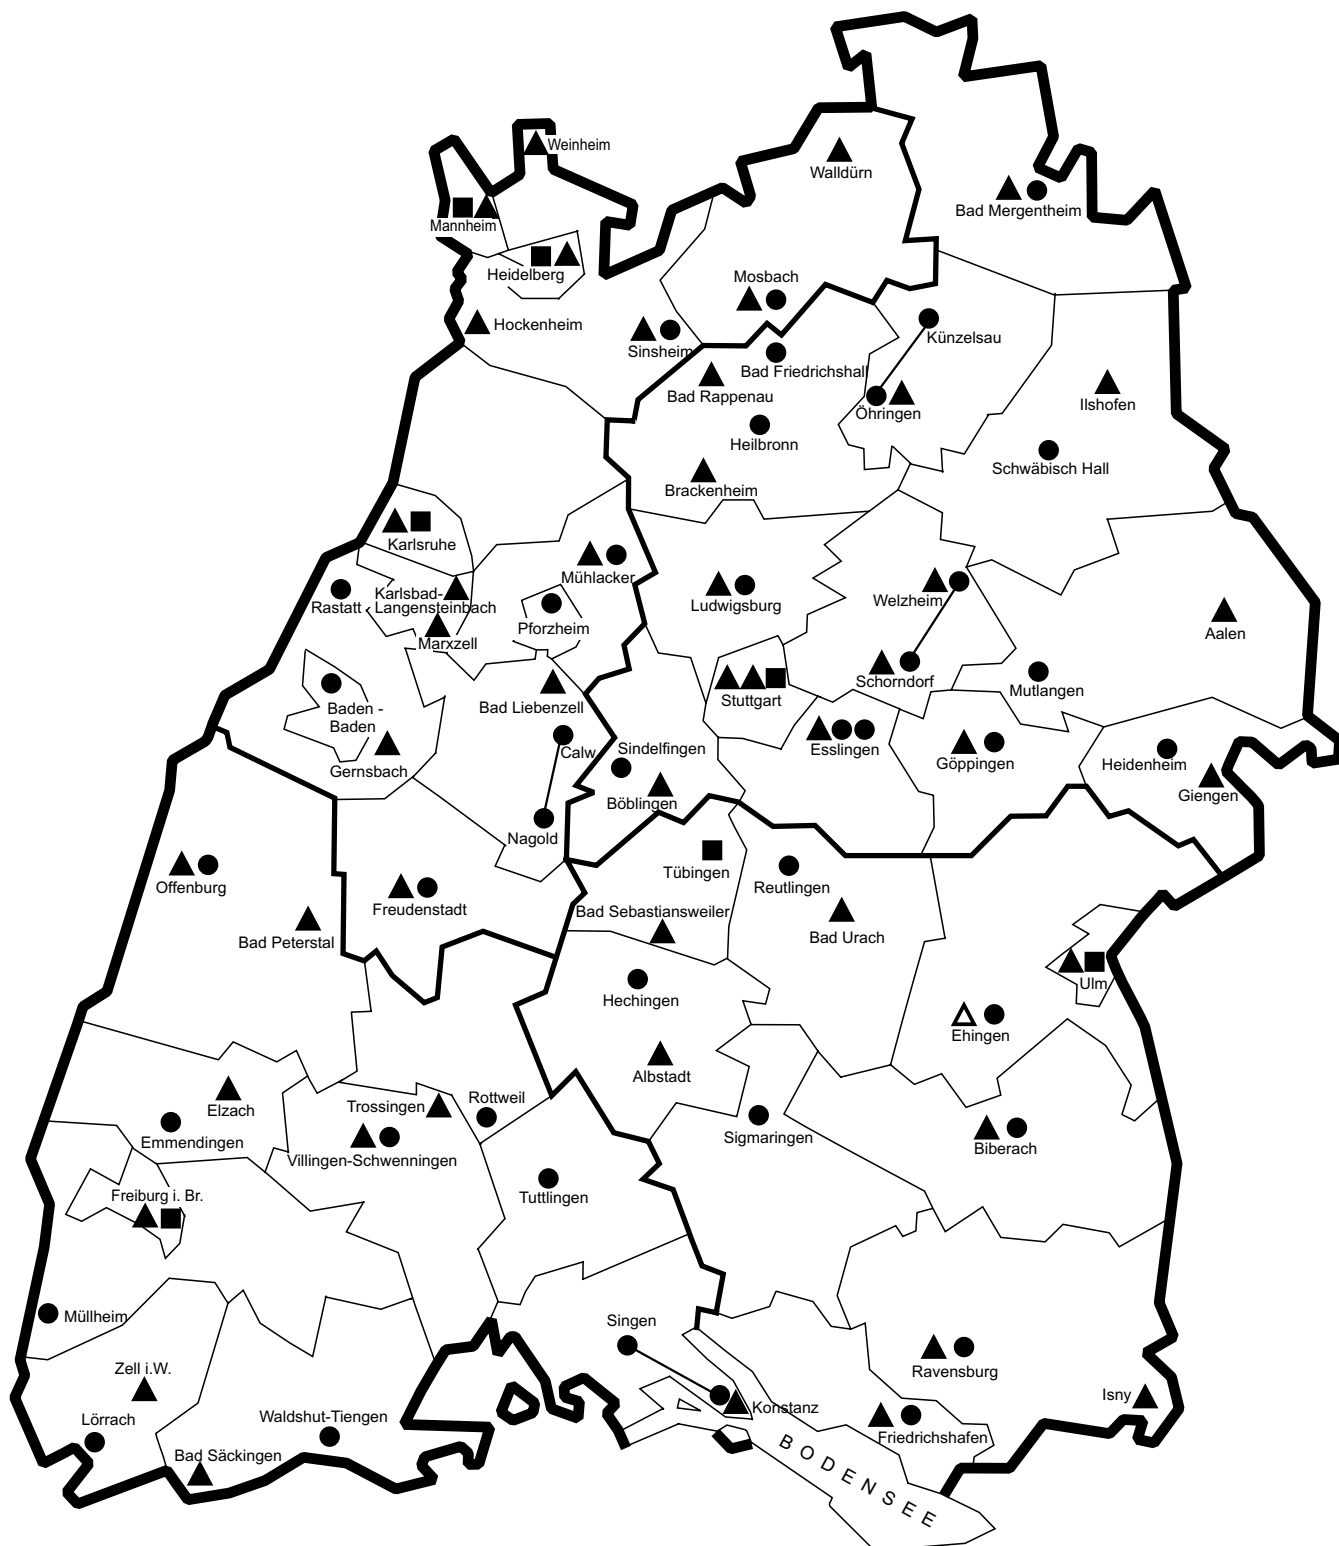 Weinheim
Walldürn
Bad Mergentheim
Mannheim
Heidelberg
Mosbach
Hockenheim
Sinsheim
Künzelsau
Bad Friedrichshall
Bad Rappenau
Öhringen
Ilshofen
Heilbronn
Schwäbisch Hall
Brackenheim
Karlsruhe
Mühlacker
Rastatt
Karlsbad-
Langensteinbach
Ludwigsburg
Welzheim
Pforzheim
Marxzell
Aalen
Schorndorf
Mutlangen
Bad Liebenzell
Stuttgart
Baden -
Baden
Calw
Sindelfingen
Esslingen
Göppingen
Heidenheim
Gernsbach
Böblingen
Giengen
Nagold
Tübingen
Reutlingen
Offenburg
Freudenstadt
Bad Sebastiansweiler
Bad Peterstal
Bad Urach
Ulm
Hechingen
Ehingen
Albstadt
Elzach
Trossingen
Rottweil
Emmendingen
Sigmaringen
Biberach
Villingen-Schwenningen
Freiburg i. Br.
Tuttlingen
Müllheim
Singen
Zell i.W.
Ravensburg
Isny
Konstanz
Lörrach
Waldshut-Tiengen
Friedrichshafen
Bad Säckingen
BODENSEE